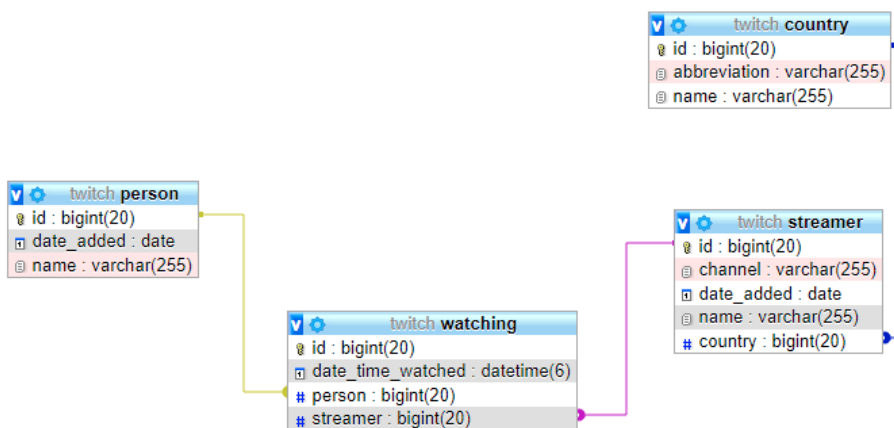 twitch country
id : bigint(20)
abbreviation : varchar(255)
name : varchar(255)
twitch person
id : bigint(20)
date_added : date
name : varchar(255)
twitch streamer
id : bigint(20)
channel : varchar(255)
date_added : date
name : varchar(255)
# country : bigint(20)
twitch watching
id : bigint(20)
date_time_watched : datetime(6)
# person : bigint(20)
# streamer : bigint(20)